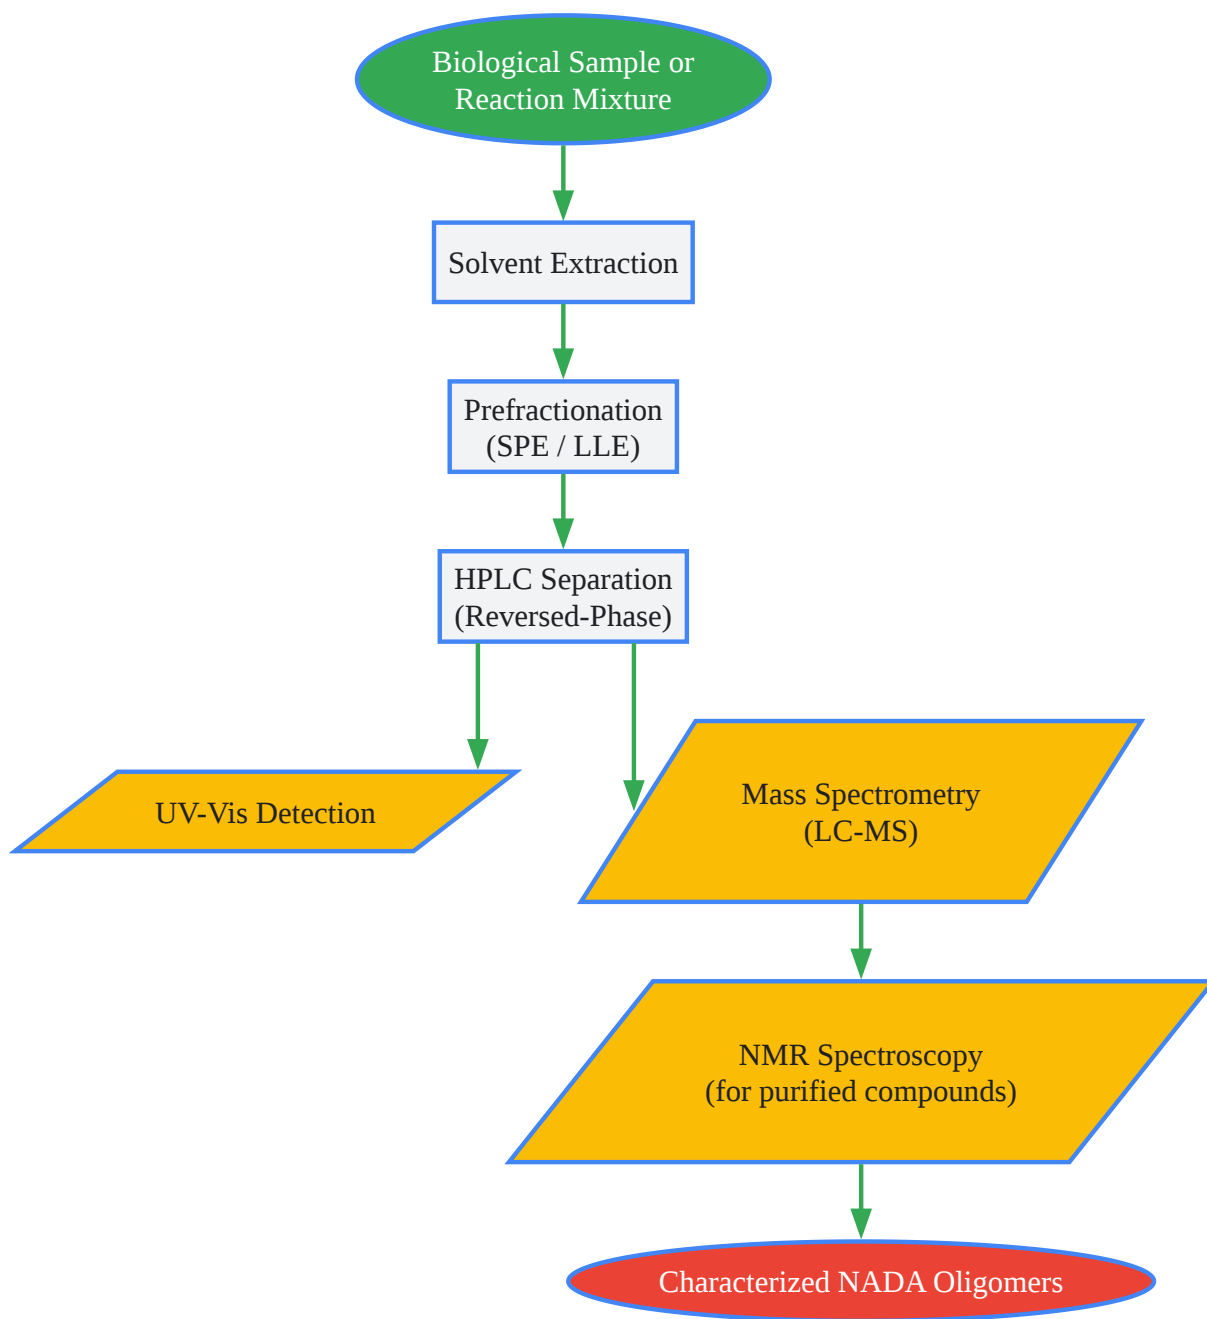 Biological Sample or
Reaction Mixture
Solvent Extraction
Prefractionation
(SPE / LLE)
HPLC Separation
(Reversed-Phase)
UV-Vis Detection
Mass Spectrometry
(LC-MS)
NMR Spectroscopy
(for purified compounds)
Characterized NADA Oligomers